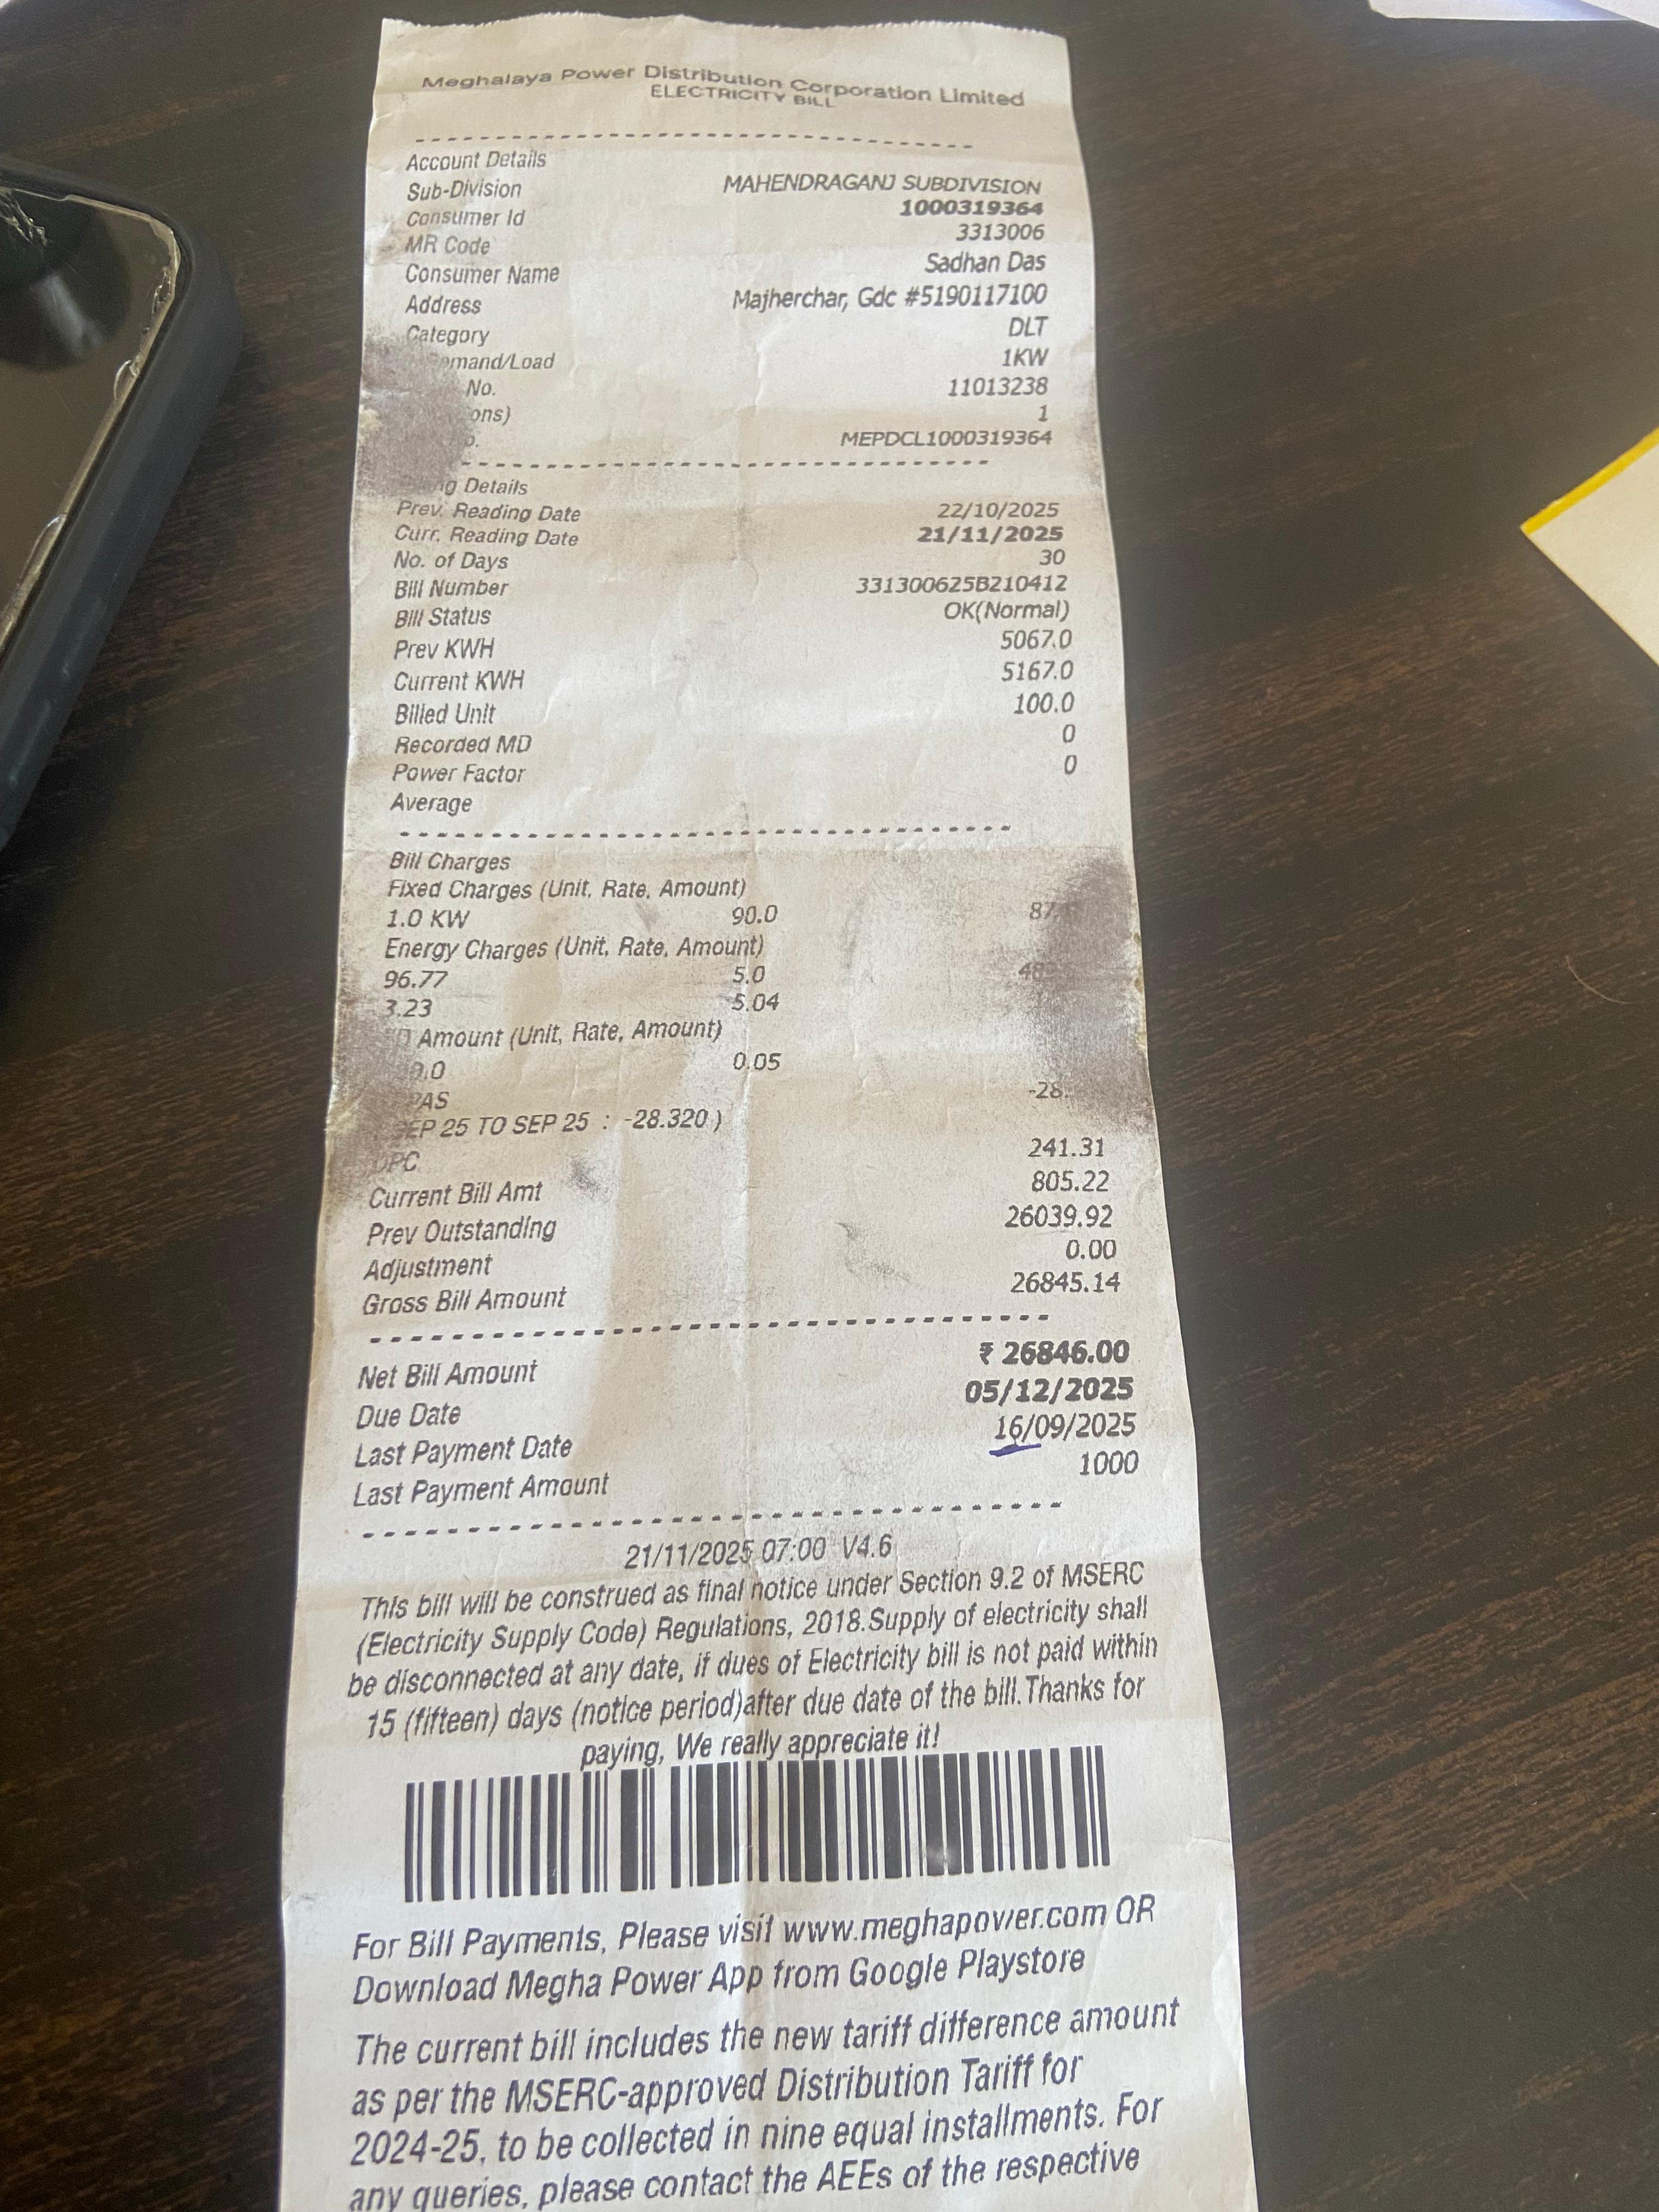 Meghalaya Power Distribution Corporation Limited
ELECTRICITY BILL
Account Details
Sub-Division MAHENDRAGANJ SUBDIVISION
Consumer Id 1000319364
MR Code 3313006
Consumer Name Sadhan Das
Address Majherchar, Gdc #5190117100
Category DLT
1KW
No. 11013238
1
MEPDCL1000319364
Details
Prev. Reading Date 22/10/2025
Curr. Reading Date 21/11/2025
No. of Days 30
Bill Number 331300625B210412
Bill Status OK(Normal)
Prev KWH 5067.0
Current KWH 5167.0
Billed Unit 100.0
Recorded MD 0
Power Factor 0
Average
Bill Charges
Fixed Charges (Unit, Rate, Amount)
1.0 KW 90.0
Energy Charges (Unit, Rate, Amount)
96.77 5.0
3.23 5.04
Amount (Unit, Rate, Amount)
0.05
25 TO SEP 25 : -28.320 )
241.31
Current Bill Amt 805.22
Prev Outstanding 26039.92
Adjustment 0.00
Gross Bill Amount 26845.14
Net Bill Amount ₹ 26846.00
Due Date 05/12/2025
Last Payment Date 16/09/2025
Last Payment Amount 1000
21/11/2025 07:00 V4.6
This bill will be construed as final notice under Section 9.2 of MSERC
(Electricity Supply Code) Regulations, 2018.Supply of electricity shall
be disconnected at any date, if dues of Electricity bill is not paid within
15 (fifteen) days (notice period)after due date of the bill.Thanks for
paying, We really appreciate it!
For Bill Payments, Please visit www.meghapower.com OR
Download Megha Power App from Google Playstore
The current bill includes the new tariff difference amount
as per the MSERC-approved Distribution Tariff for
2024-25, to be collected in nine equal installments. For
any queries, please contact the AEEs of the respective